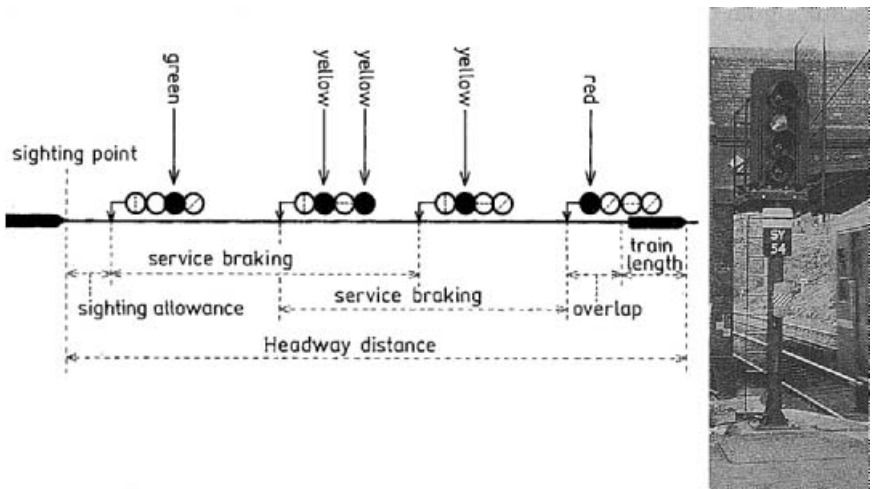 green
yellow
yellow
yellow
red
sighting point
service braking
train
length
service braking
sighting allowance
overlap
Headway distance
SY
54